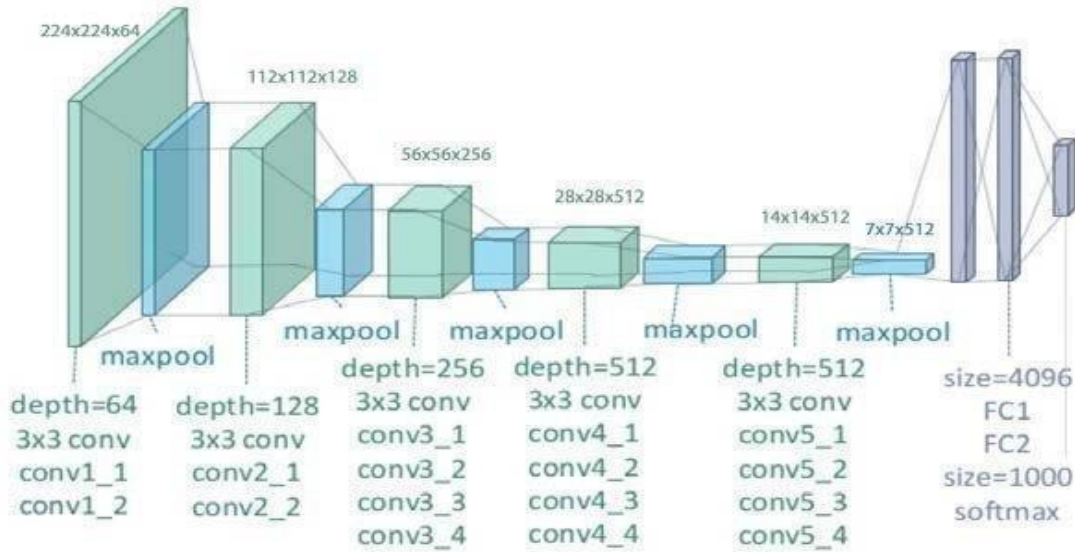 224x224x64
112x112x128
56x56x256
28x28x512
14x14x512
7x7x512
maxpool
maxpool
maxpool
maxpool
maxpool
depth=64
3x3 conv
conv1_1
conv1_2
depth=128
3x3 conv
conv2_1
conv2_2
depth=256
3x3 conv
conv3_1
conv3_2
conv3_3
conv3_4
depth=512
3x3 conv
conv4_1
conv4_2
conv4_3
conv4_4
depth=512
3x3 conv
conv5_1
conv5_2
conv5_3
conv5_4
size=4096
FC1
FC2
size=1000
softmax